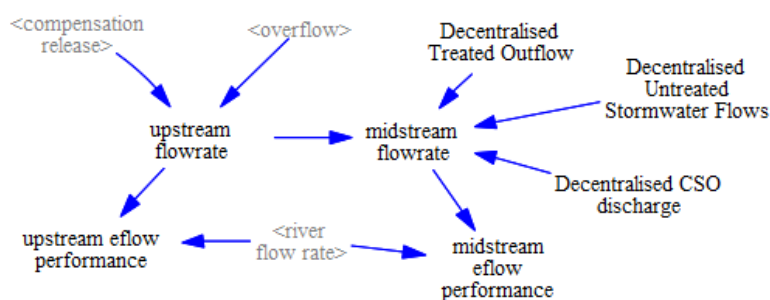 <compensation
release>
<overflow>
Decentralised
Treated Outflow
Decentralised
Untreated
Stormwater Flows
upstream
flowrate
midstream
flowrate
Decentralised CSO
discharge
upstream eflow
performance
<river
flow rate>
midstream
eflow
performance